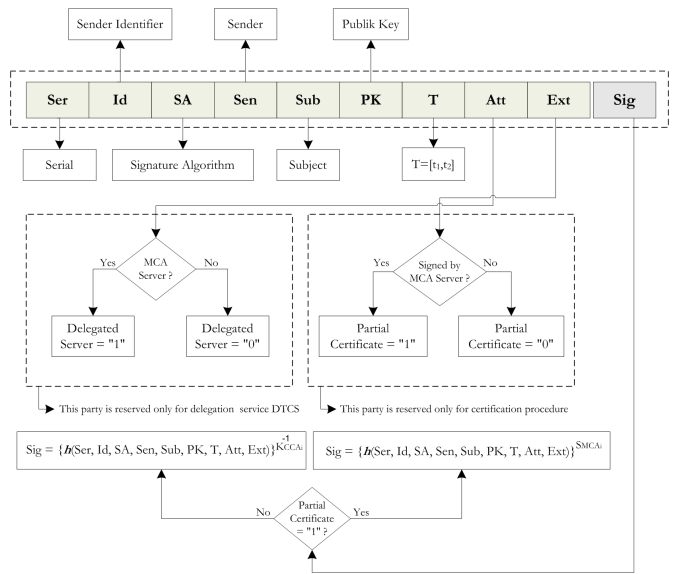 Sender Identifier
Sender
Publik Key
Ser Id SA Sen Sub PK T Att Ext Sig
Serial
Signature Algorithm
Subject
T=[t₁,t₂]
Yes
MCA
Server ?
No
Delegated
Server = "1"
Delegated
Server = "0"
Yes
Signed by
MCA Server ?
No
Partial
Certificate = "1"
Partial
Certificate = "0"
This party is reserved only for delegation service DTCS
This party is reserved only for certification procedure
Sig = {h(Ser, Id, SA, Sen, Sub, PK, T, Att, Ext)}K-1CCAi
Sig = {h(Ser, Id, SA, Sen, Sub, PK, T, Att, Ext)}SMCAi
No
Partial
Certificate
= "1" ?
Yes